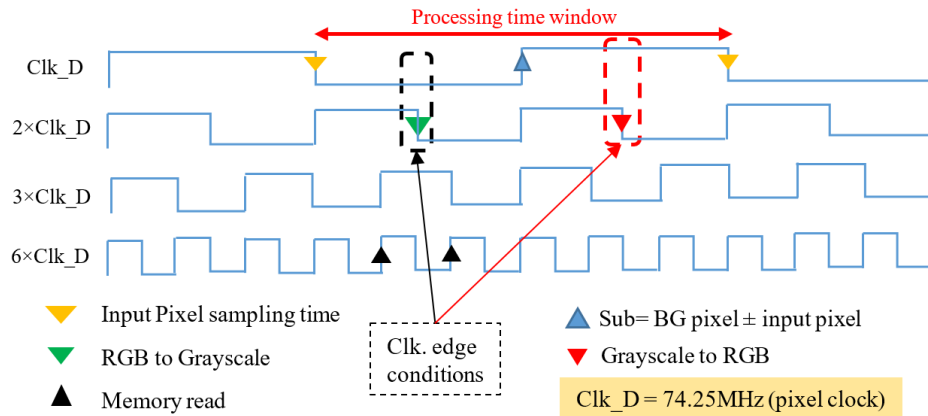 Processing time window
Clk_D
2×Clk_D
3×Clk_D
6×Clk_D
Input Pixel sampling time
RGB to Grayscale
Memory read
Clk. edge
conditions
Sub= BG pixel ± input pixel
Grayscale to RGB
Clk_D = 74.25MHz (pixel clock)